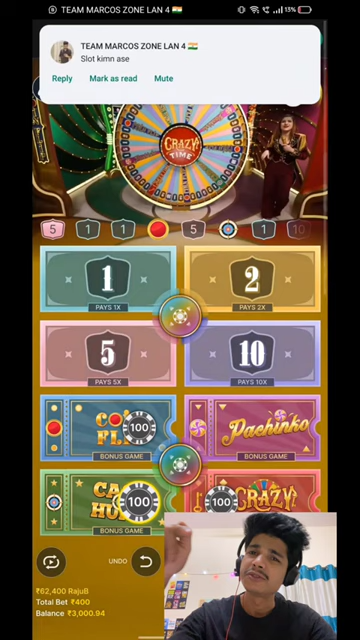 TEAM MARCOS ZONE LAN 4 🇮🇳
13%
TEAM MARCOS ZONE LAN 4 🇮🇳
Slot kimn ase
Reply Mark as read Mute
CRAZY
TIME
5 1 1 5 1 10
1 2
PAYS 1X PAYS 2X
5 10
PAYS 5X PAYS 10X
100 Pachinko
BONUS GAME BONUS GAME
100 100 CRAZY
BONUS GAME
UNDO
₹62,400 RajuB
Total Bet ₹400
Balance ₹3,000.94